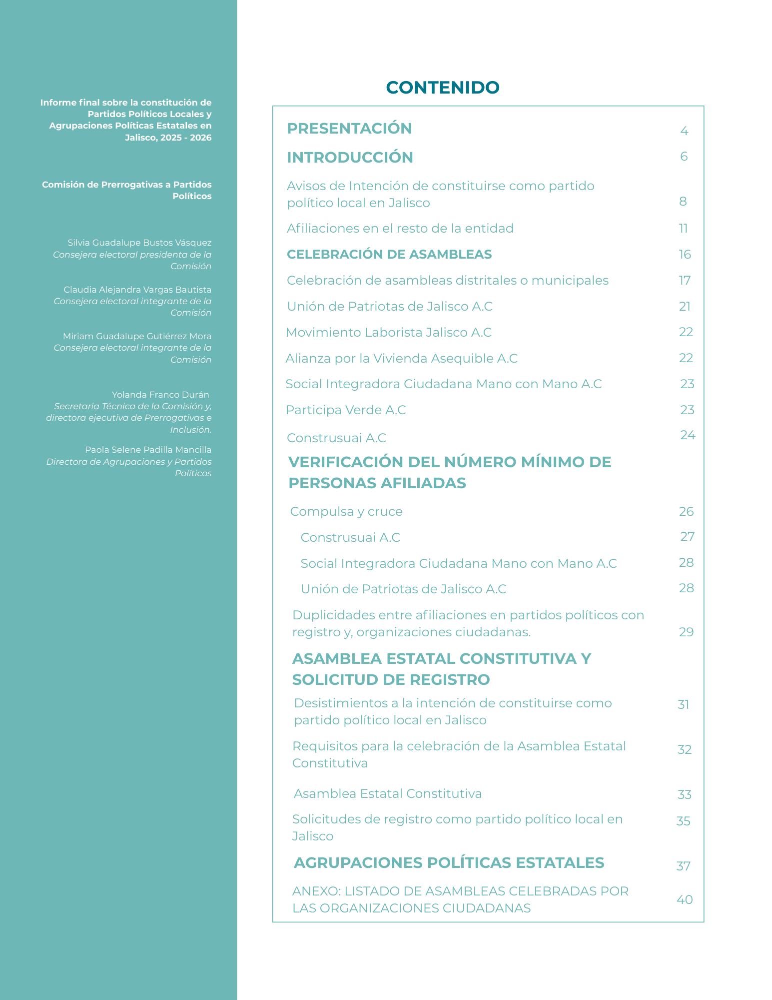 Informe final sobre la constitución de
Partidos Políticos Locales y
Agrupaciones Políticas Estatales en
Jalisco, 2025 - 2026
Comisión de Prerrogativas a Partidos
Políticos
Silvia Guadalupe Bustos Vásquez
Consejera electoral presidenta de la
Comisión
Claudia Alejandra Vargas Bautista
Consejera electoral integrante de la
Comisión
Miriam Guadalupe Gutiérrez Mora
Consejera electoral integrante de la
Comisión
Yolanda Franco Durán
Secretaria Técnica de la Comisión y,
directora ejecutiva de Prerrogativas e
Inclusión.
Paola Selene Padilla Mancilla
Directora de Agrupaciones y Partidos
Políticos
CONTENIDO
PRESENTACIÓN 4
INTRODUCCIÓN 6
Avisos de Intención de constituirse como partido
político local en Jalisco 8
Afiliaciones en el resto de la entidad 11
CELEBRACIÓN DE ASAMBLEAS 16
Celebración de asambleas distritales o municipales 17
Unión de Patriotas de Jalisco A.C 21
Movimiento Laborista Jalisco A.C 22
Alianza por la Vivienda Asequible A.C 22
Social Integradora Ciudadana Mano con Mano A.C 23
Participa Verde A.C 23
Construsuai A.C 24
VERIFICACIÓN DEL NÚMERO MÍNIMO DE
PERSONAS AFILIADAS
Compulsa y cruce 26
Construsuai A.C 27
Social Integradora Ciudadana Mano con Mano A.C 28
Unión de Patriotas de Jalisco A.C 28
Duplicidades entre afiliaciones en partidos políticos con
registro y, organizaciones ciudadanas. 29
ASAMBLEA ESTATAL CONSTITUTIVA Y
SOLICITUD DE REGISTRO
Desistimientos a la intención de constituirse como 31
partido político local en Jalisco
Requisitos para la celebración de la Asamblea Estatal 32
Constitutiva
Asamblea Estatal Constitutiva 33
Solicitudes de registro como partido político local en 35
Jalisco
AGRUPACIONES POLÍTICAS ESTATALES 37
ANEXO: LISTADO DE ASAMBLEAS CELEBRADAS POR 40
LAS ORGANIZACIONES CIUDADANAS